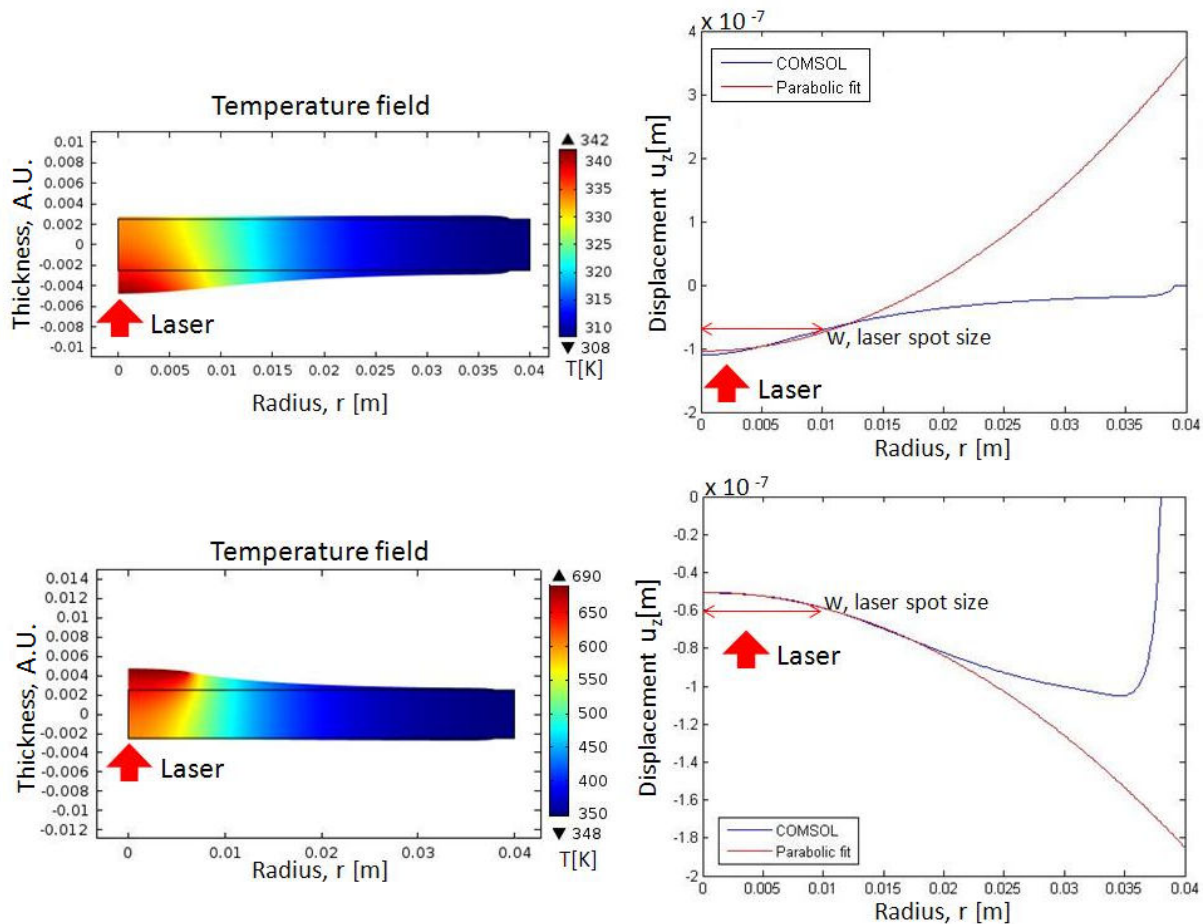 Temperature field
Thickness, A.U.
0.01
0.008
0.006
0.004
0.002
0
-0.002
-0.004
-0.006
-0.008
-0.01
Laser
0 0.005 0.01 0.015 0.02 0.025 0.03 0.035 0.04
Radius, r [m]
▲ 342
340
335
330
325
320
315
310
▼ 308
T[K]
x 10 -7
Displacement u_z[m]
4
3
2
1
0
-1
-2
COMSOL
Parabolic fit
w, laser spot size
Laser
0 0.005 0.01 0.015 0.02 0.025 0.03 0.035 0.04
Radius, r [m]
Temperature field
Thickness, A.U.
0.014
0.01
0.008
0.006
0.004
0.002
0
-0.002
-0.004
-0.006
-0.008
-0.01
-0.012
Laser
0 0.01 0.02 0.03 0.04
Radius, r [m]
▲ 690
650
600
550
500
450
400
350
▼ 348
T[K]
x 10 -7
Displacement u_z[m]
0
-0.2
-0.4
-0.6
-0.8
-1
-1.2
-1.4
-1.6
-1.8
-2
w, laser spot size
Laser
COMSOL
Parabolic fit
0 0.005 0.01 0.015 0.02 0.025 0.03 0.035 0.04
Radius, r [m]